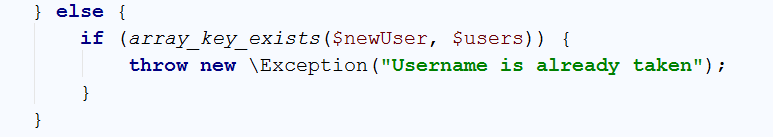 } else {
if (array_key_exists($newUser, $users)) {
throw new \Exception("Username is already taken");
}
}